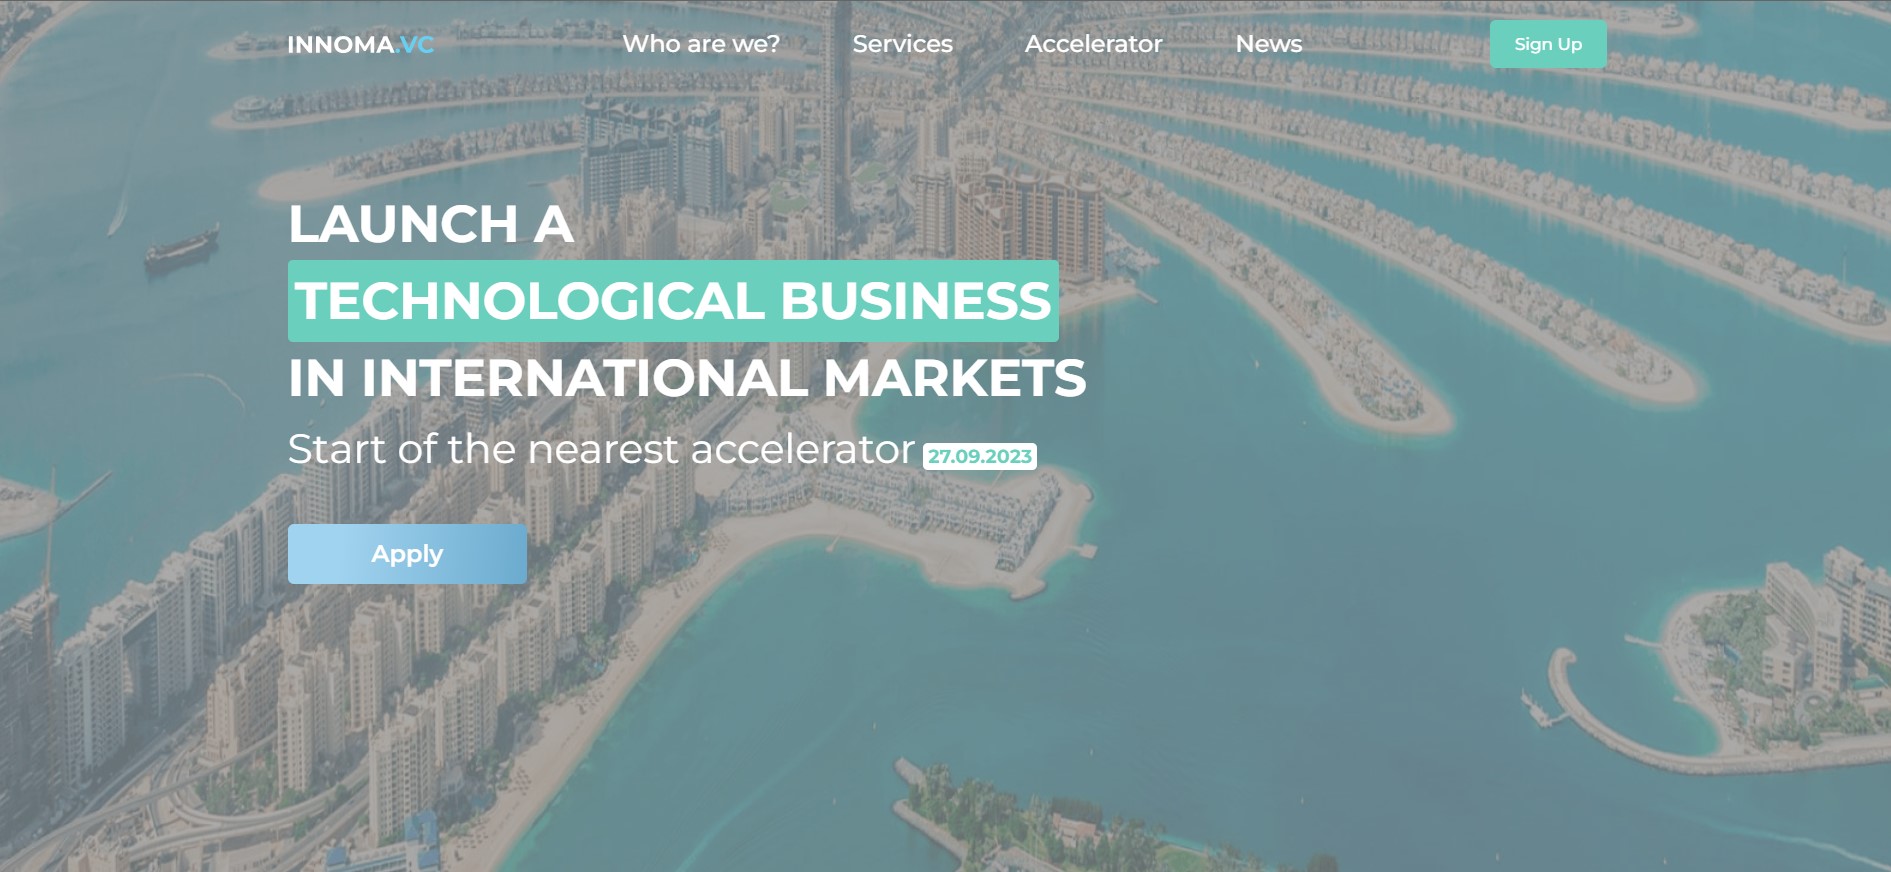 INNOMA.VC
Who are we?
Services
Accelerator
News
Sign Up
LAUNCH A
TECHNOLOGICAL BUSINESS
IN INTERNATIONAL MARKETS
Start of the nearest accelerator 27.09.2023
Apply